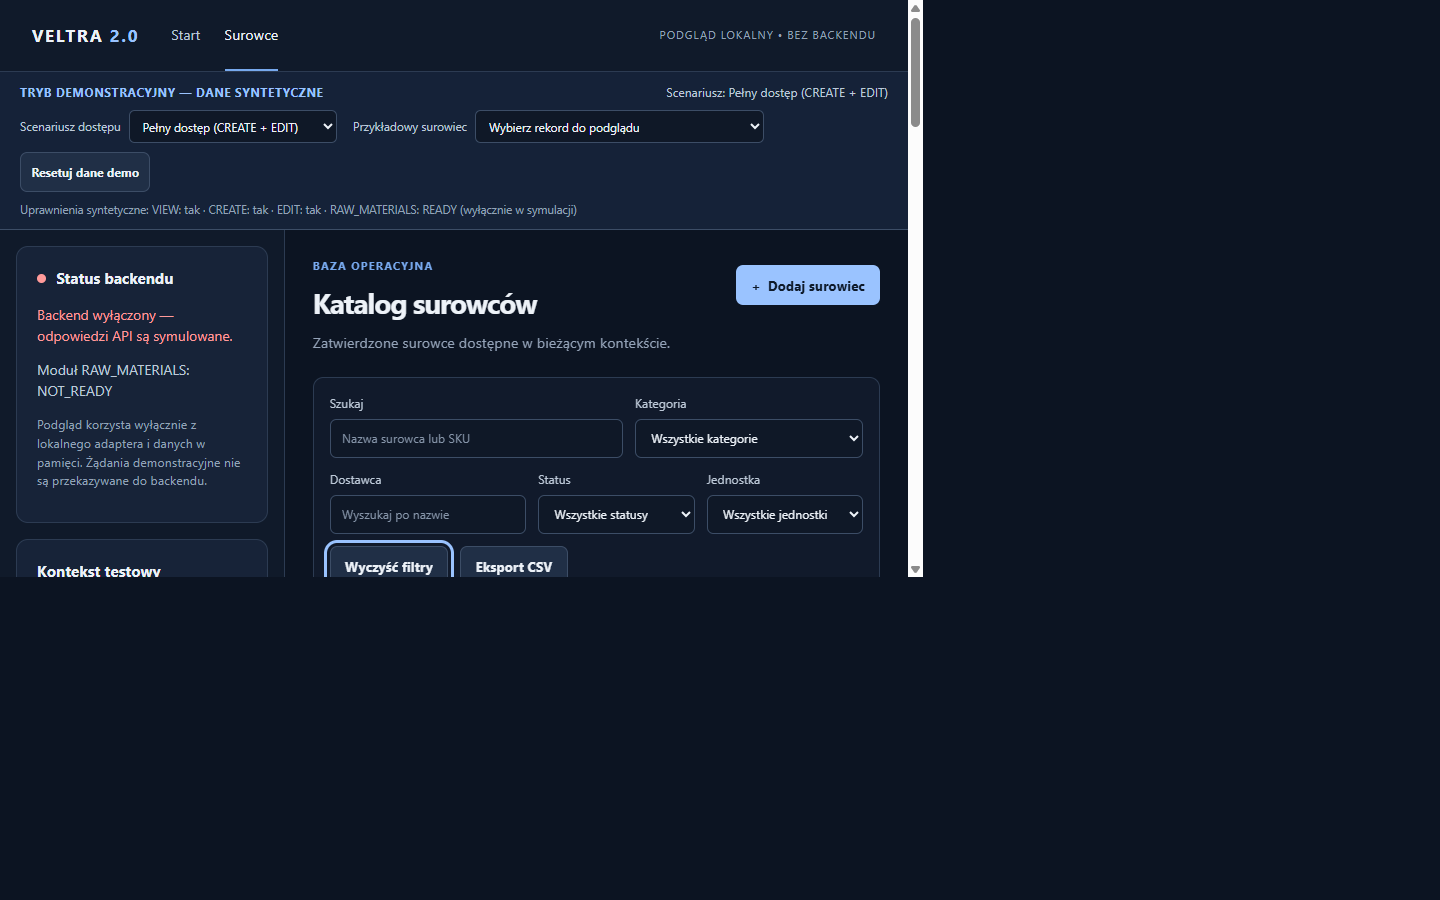 VELTRA 2.0
Start
Surowce
PODGLĄD LOKALNY • BEZ BACKENDU
TRYB DEMONSTRACYJNY — DANE SYNTETYCZNE
Scenariusz: Pełny dostęp (CREATE + EDIT)
Scenariusz dostępu
Pełny dostęp (CREATE + EDIT)
Przykładowy surowiec
Wybierz rekord do podglądu
Resetuj dane demo
Uprawnienia syntetyczne: VIEW: tak · CREATE: tak · EDIT: tak · RAW_MATERIALS: READY (wyłącznie w symulacji)
Status backendu
Backend wyłączony —
odpowiedzi API są symulowane.
Moduł RAW_MATERIALS:
NOT_READY
Podgląd korzysta wyłącznie z
lokalnego adaptera i danych w
pamięci. Żądania demonstracyjne nie
są przekazywane do backendu.
Kontekst testowy
BAZA OPERACYJNA
Katalog surowców
Zatwierdzone surowce dostępne w bieżącym kontekście.
+ Dodaj surowiec
Szukaj
Kategoria
Nazwa surowca lub SKU
Wszystkie kategorie
Dostawca
Status
Jednostka
Wyszukaj po nazwie
Wszystkie statusy
Wszystkie jednostki
Wyczyść filtry
Eksport CSV